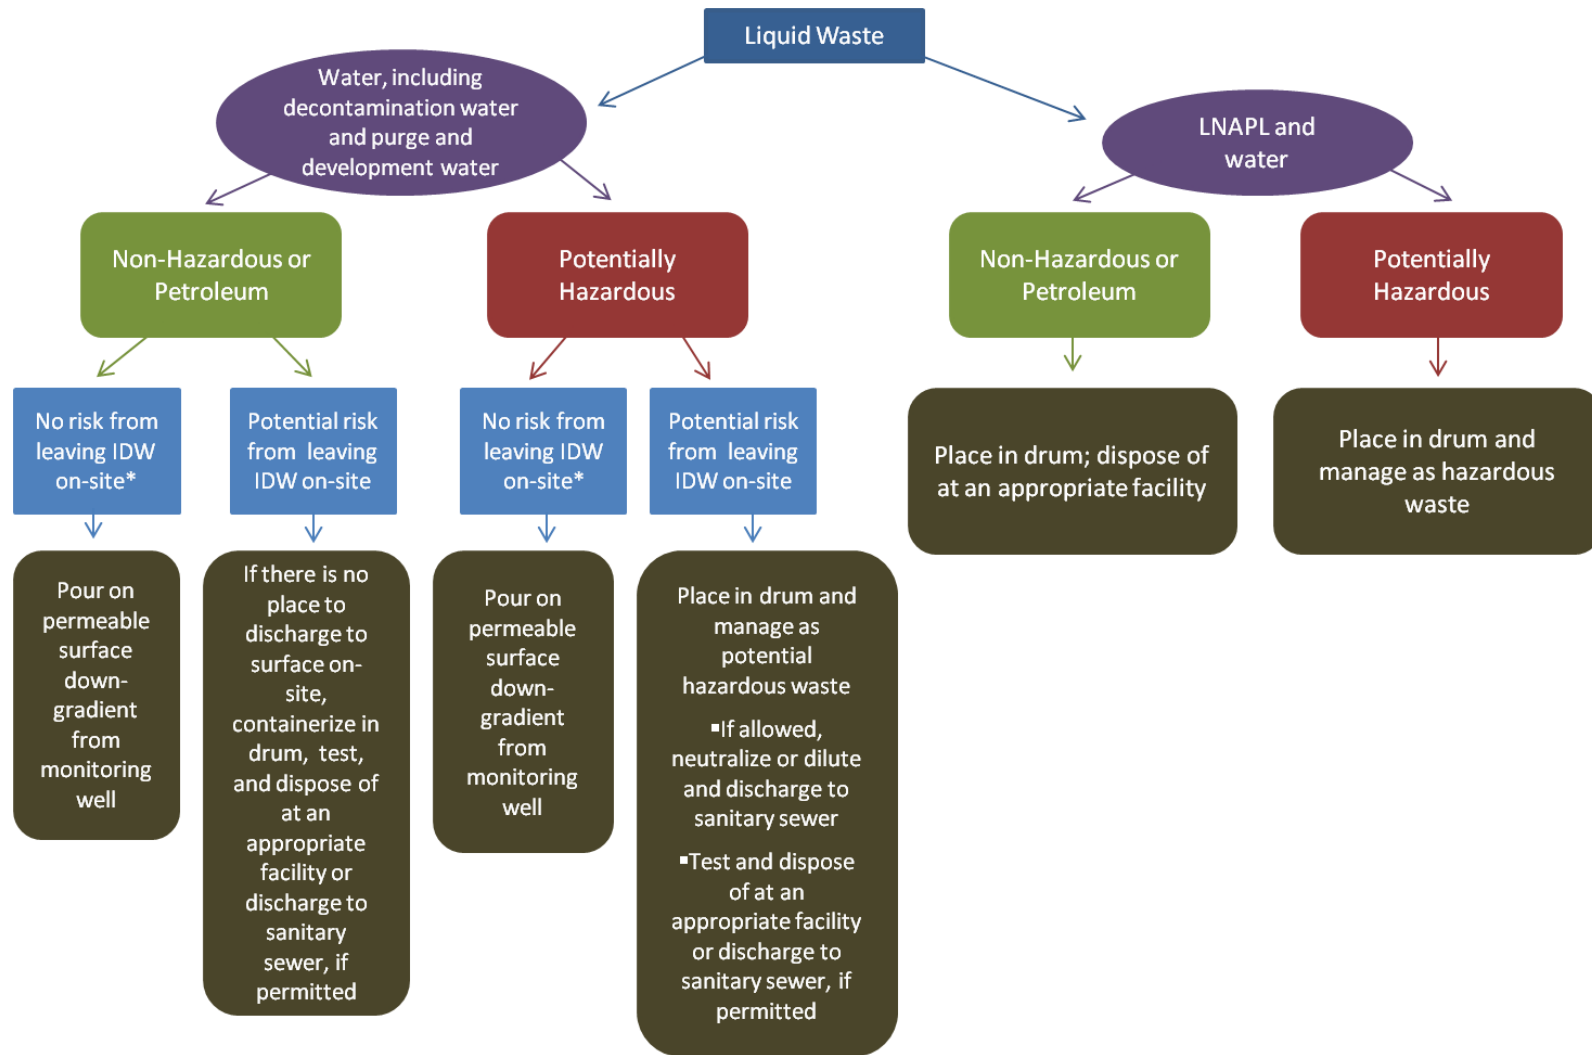 Liquid Waste
Water, including
decontamination water
and purge and
development water
LNAPL and
water
Non-Hazardous or
Petroleum
Potentially
Hazardous
Non-Hazardous or
Petroleum
Potentially
Hazardous
No risk from
leaving IDW
on-site*
Potential risk
from leaving
IDW on-site
No risk from
leaving IDW
on-site*
Potential risk
from leaving
IDW on-site
Place in drum; dispose of
at an appropriate facility
Place in drum and
manage as hazardous
waste
Pour on
permeable
surface
down-
gradient from
monitoring
well
If there is no
place to
discharge to
surface on-
site,
containerize in
drum, test,
and dispose of
at an
appropriate
facility or
discharge to
sanitary
sewer, if
permitted
Pour on
permeable
surface
down-
gradient
from
monitoring
well
Place in drum and
manage as
potential
hazardous waste
▪If allowed,
neutralize or dilute
and discharge to
sanitary sewer
▪Test and dispose
of at an
appropriate facility
or discharge to
sanitary sewer, if
permitted